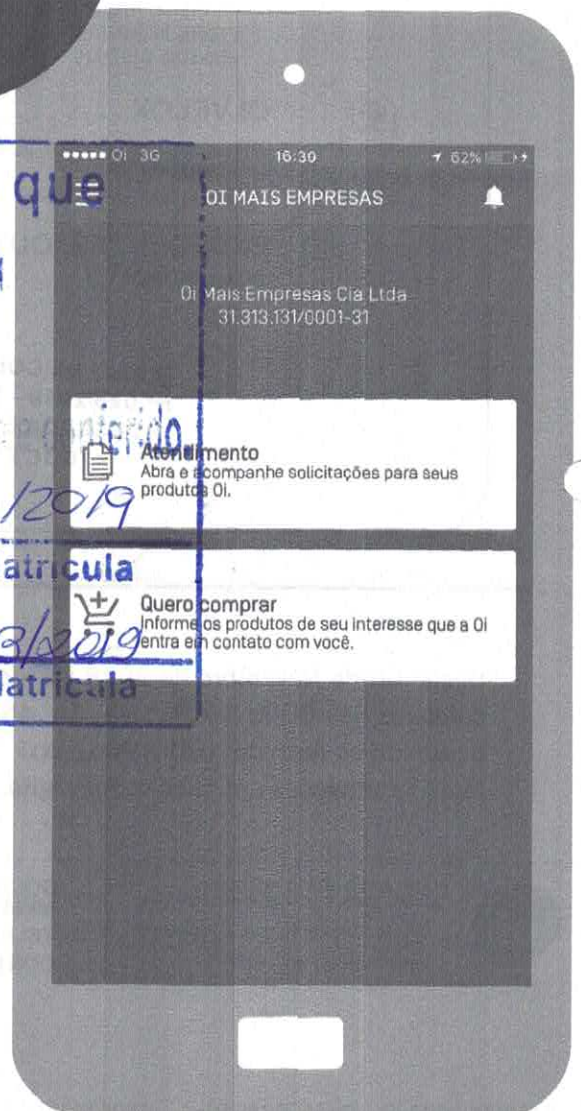 Oi 3G 16:30 62%
OI MAIS EMPRESAS
Oi Mais Empresas Cia Ltda
31.313.131/0001-31
Atendimento
Abra e acompanhe solicitações para seus
produtos Oi.
Quero comprar
Informe os produtos de seu interesse que a Oi
entra em contato com você.
que
conferido
/2019
atricula
3/2019
atricula